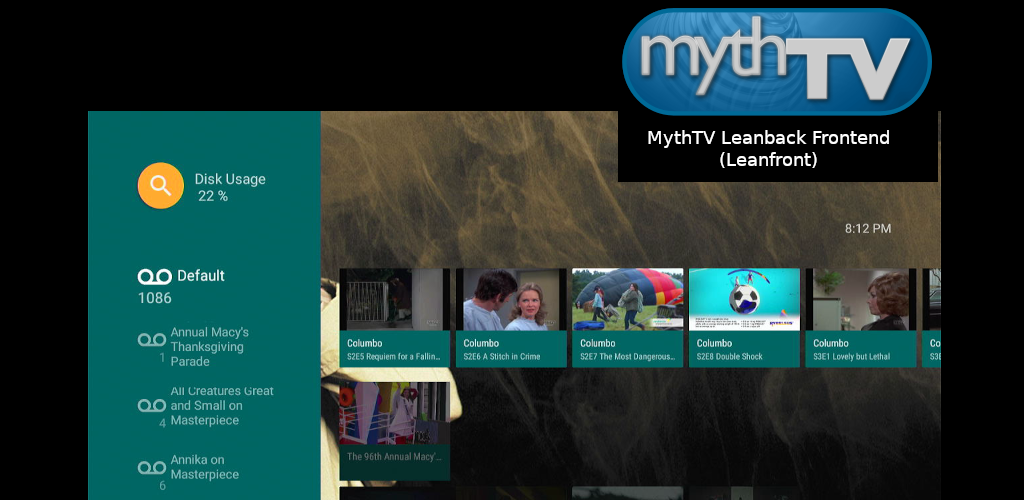 mythTV
MythTV Leanback Frontend
(Leanfront)
Disk Usage
22 %
8:12 PM
Default
1086
Annual Macy's
Thanksgiving
Parade
1
All Creatures Great
and Small on
Masterpiece
4
Annika on
Masterpiece
6
Columbo
S2E5 Requiem for a Fallin...
Columbo
S2E6 A Stitch in Crime
Columbo
S2E7 The Most Dangerous...
Columbo
S2E8 Double Shock
Columbo
S3E1 Lovely but Lethal
Co
S3E
The 96th Annual Macy'...